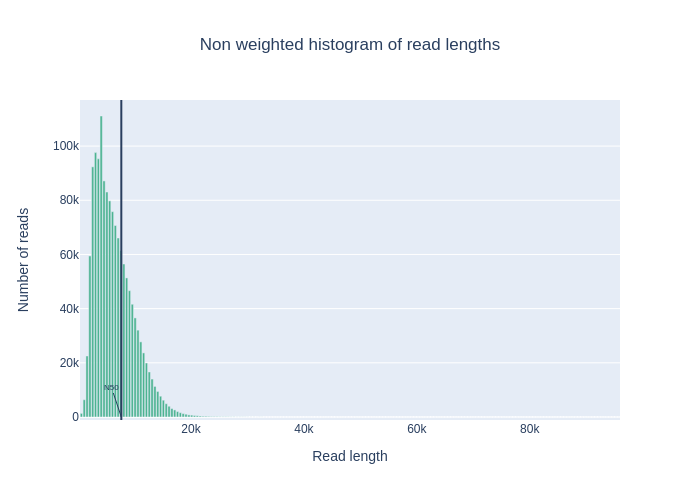 Non weighted histogram of read lengths
Number of reads
100k
80k
60k
40k
20k
0
N50
20k
40k
60k
80k
Read length